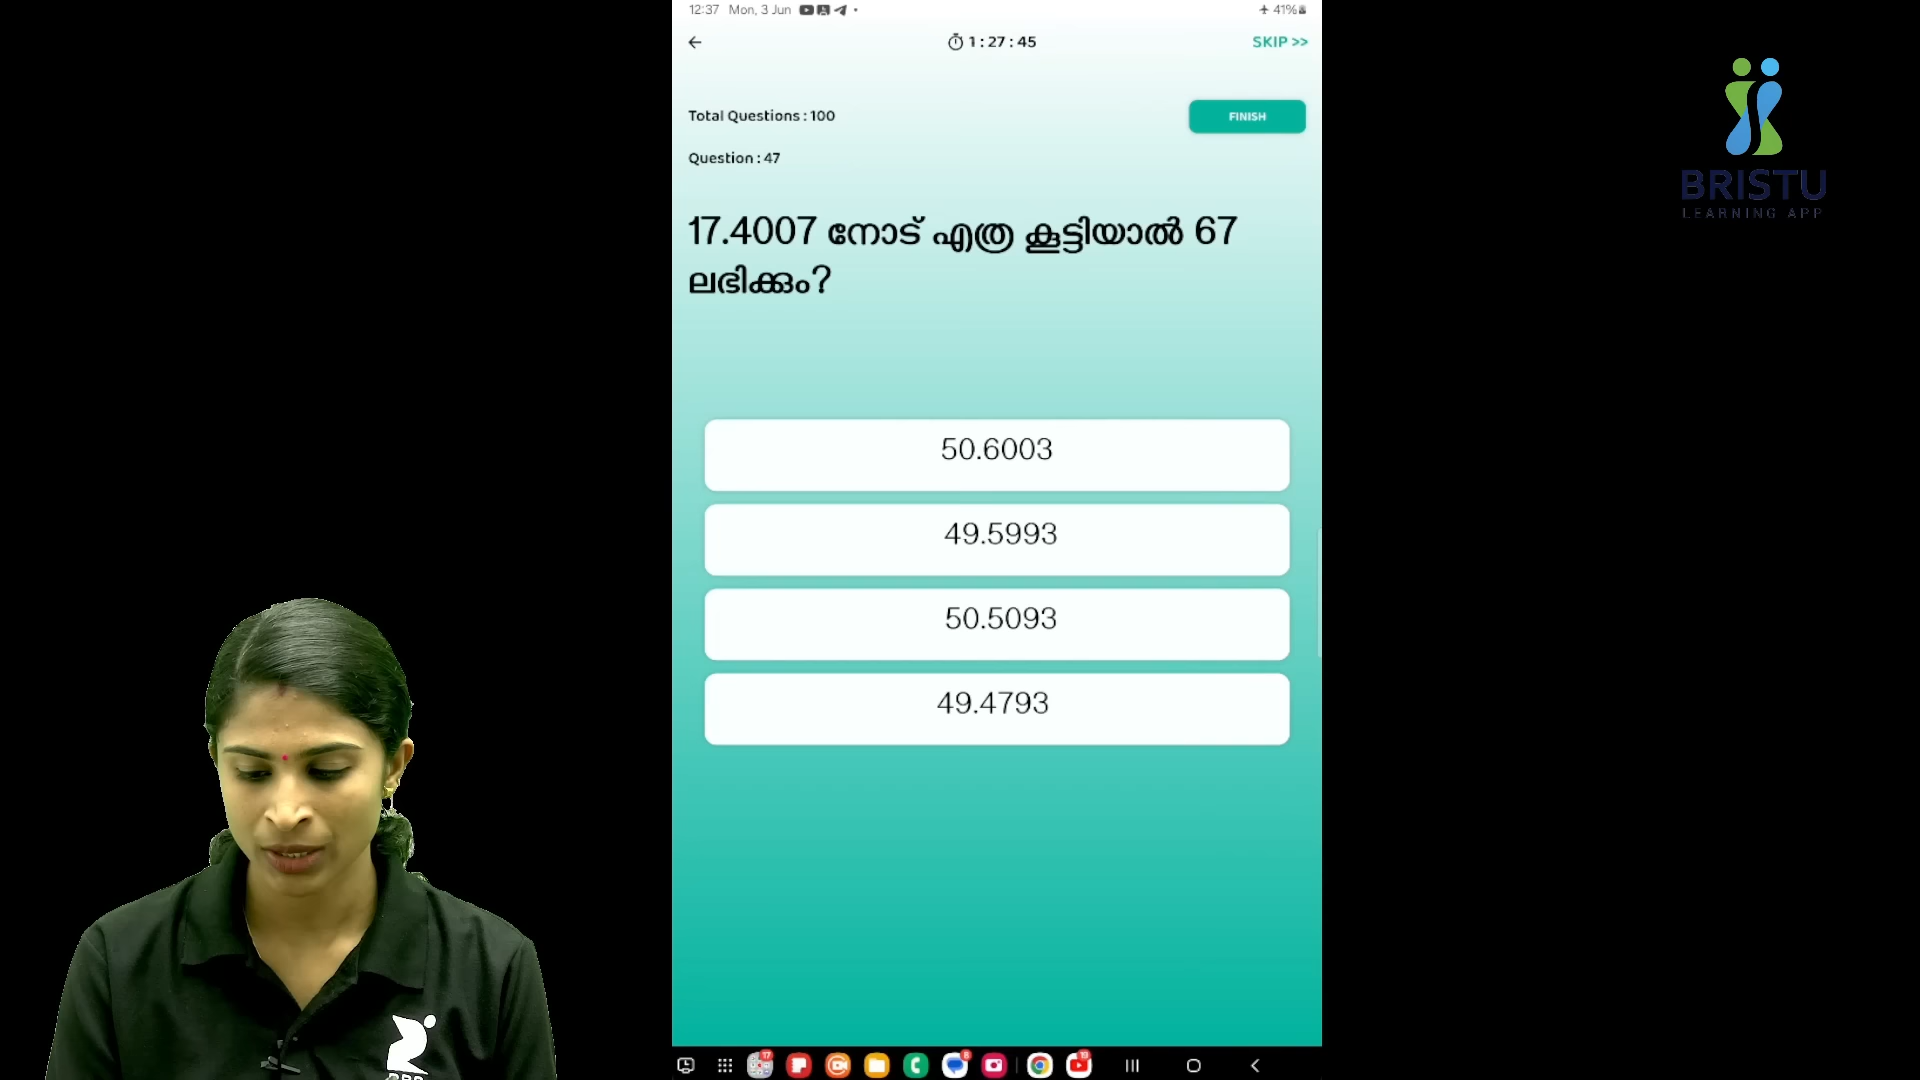 12:37 Mon, 3 Jun
41%
1 : 27 : 45
SKIP >>
Total Questions : 100
FINISH
Question : 47
17.4007 നോട് എത്ര കൂട്ടിയാൽ 67
ലഭിക്കും?
50.6003
49.5993
50.5093
49.4793
BRISTU
LEARNING APP